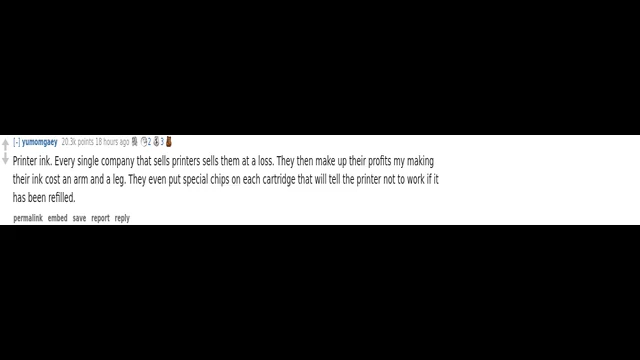 [-] yumomgaey 20.3k points 18 hours ago 2 3
Printer ink. Every single company that sells printers sells them at a loss. They then make up their profits my making
their ink cost an arm and a leg. They even put special chips on each cartridge that will tell the printer not to work if it
has been refilled.
permalink embed save report reply